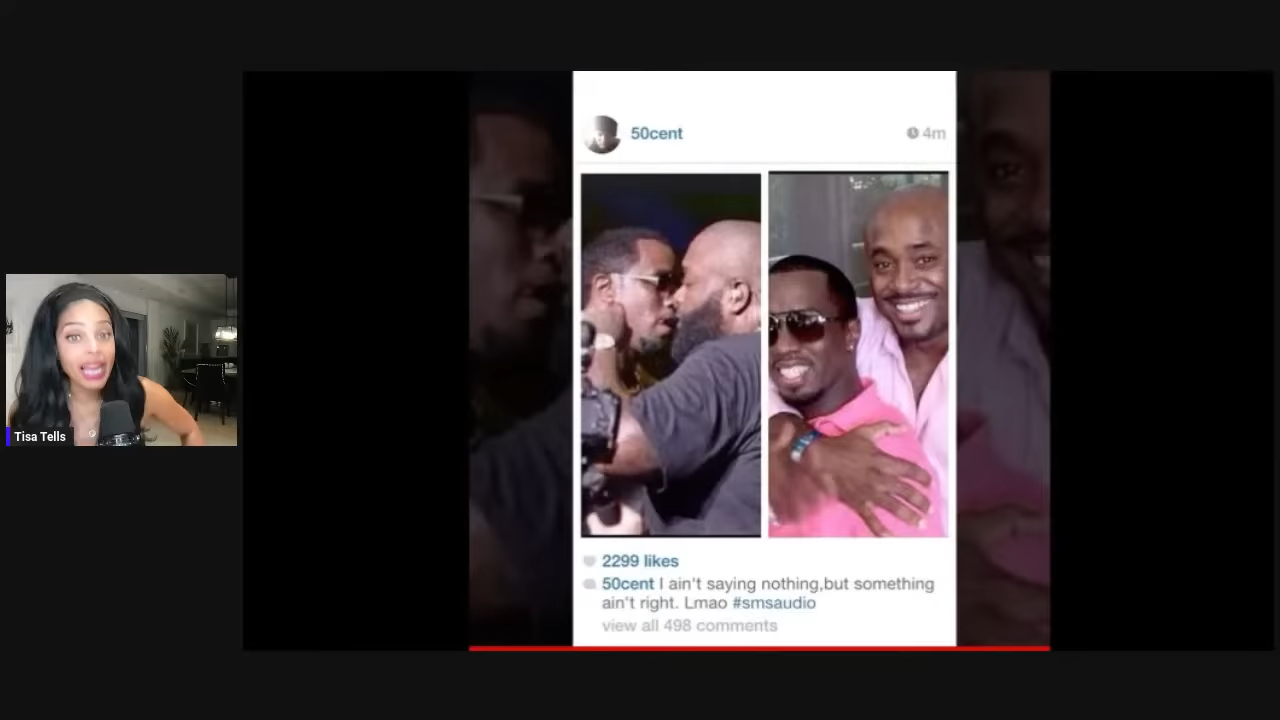 50cent
4m
2299 likes
50cent I ain't saying nothing,but something
ain't right. Lmao #smsaudio
view all 498 comments
Tisa Tells